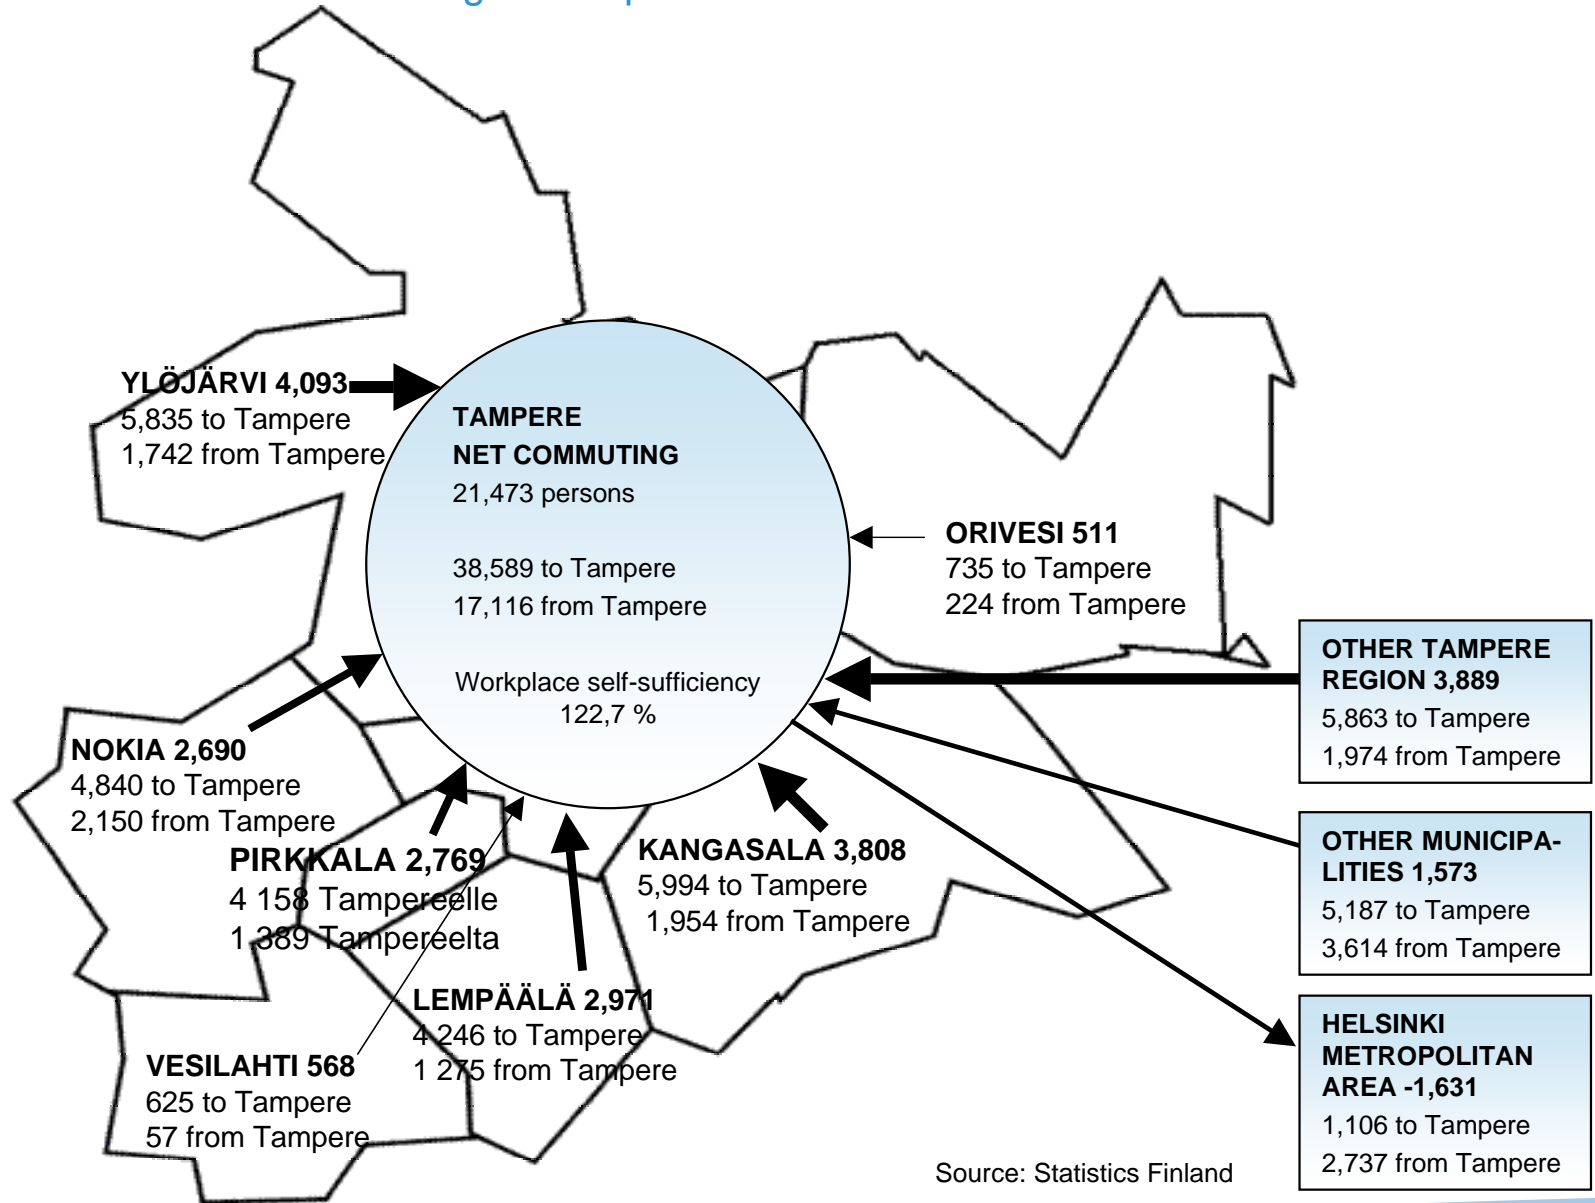 YLÖJÄRVI 4,093
5,835 to Tampere
1,742 from Tampere
TAMPERE
NET COMMUTING
21,473 persons
38,589 to Tampere
17,116 from Tampere
Workplace self-sufficiency
122,7 %
ORIVESI 511
735 to Tampere
224 from Tampere
OTHER TAMPERE
REGION 3,889
5,863 to Tampere
1,974 from Tampere
NOKIA 2,690
4,840 to Tampere
2,150 from Tampere
PIRKKALA 2,769
4 158 Tampereelle
1,389 Tampereelta
KANGASALA 3,808
5,994 to Tampere
1,954 from Tampere
OTHER MUNICIPA-
LITIES 1,573
5,187 to Tampere
3,614 from Tampere
LEMPÄÄLÄ 2,971
4 246 to Tampere
1 275 from Tampere
VESILAHTI 568
625 to Tampere
57 from Tampere
HELSINKI
METROPOLITAN
AREA -1,631
1,106 to Tampere
2,737 from Tampere
Source: Statistics Finland